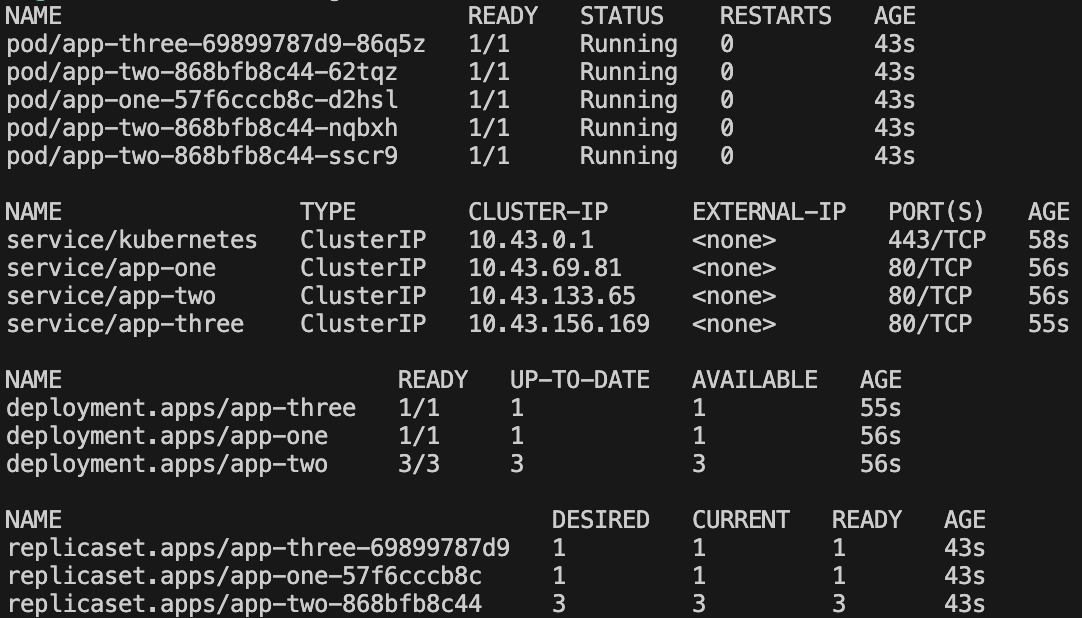 NAME                             READY   STATUS    RESTARTS   AGE
pod/app-three-69899787d9-86q5z   1/1     Running   0          43s
pod/app-two-868bfb8c44-62tqz     1/1     Running   0          43s
pod/app-one-57f6cccb8c-d2hsl     1/1     Running   0          43s
pod/app-two-868bfb8c44-nqbxh     1/1     Running   0          43s
pod/app-two-868bfb8c44-sscr9     1/1     Running   0          43s

NAME                 TYPE        CLUSTER-IP      EXTERNAL-IP   PORT(S)   AGE
service/kubernetes   ClusterIP   10.43.0.1       <none>        443/TCP   58s
service/app-one      ClusterIP   10.43.69.81     <none>        80/TCP    56s
service/app-two      ClusterIP   10.43.133.65    <none>        80/TCP    56s
service/app-three    ClusterIP   10.43.156.169   <none>        80/TCP    55s

NAME                        READY   UP-TO-DATE   AVAILABLE   AGE
deployment.apps/app-three   1/1     1            1           55s
deployment.apps/app-one     1/1     1            1           56s
deployment.apps/app-two     3/3     3            3           56s

NAME                                   DESIRED   CURRENT   READY   AGE
replicaset.apps/app-three-69899787d9   1         1         1       43s
replicaset.apps/app-one-57f6cccb8c     1         1         1       43s
replicaset.apps/app-two-868bfb8c44     3         3         3       43s